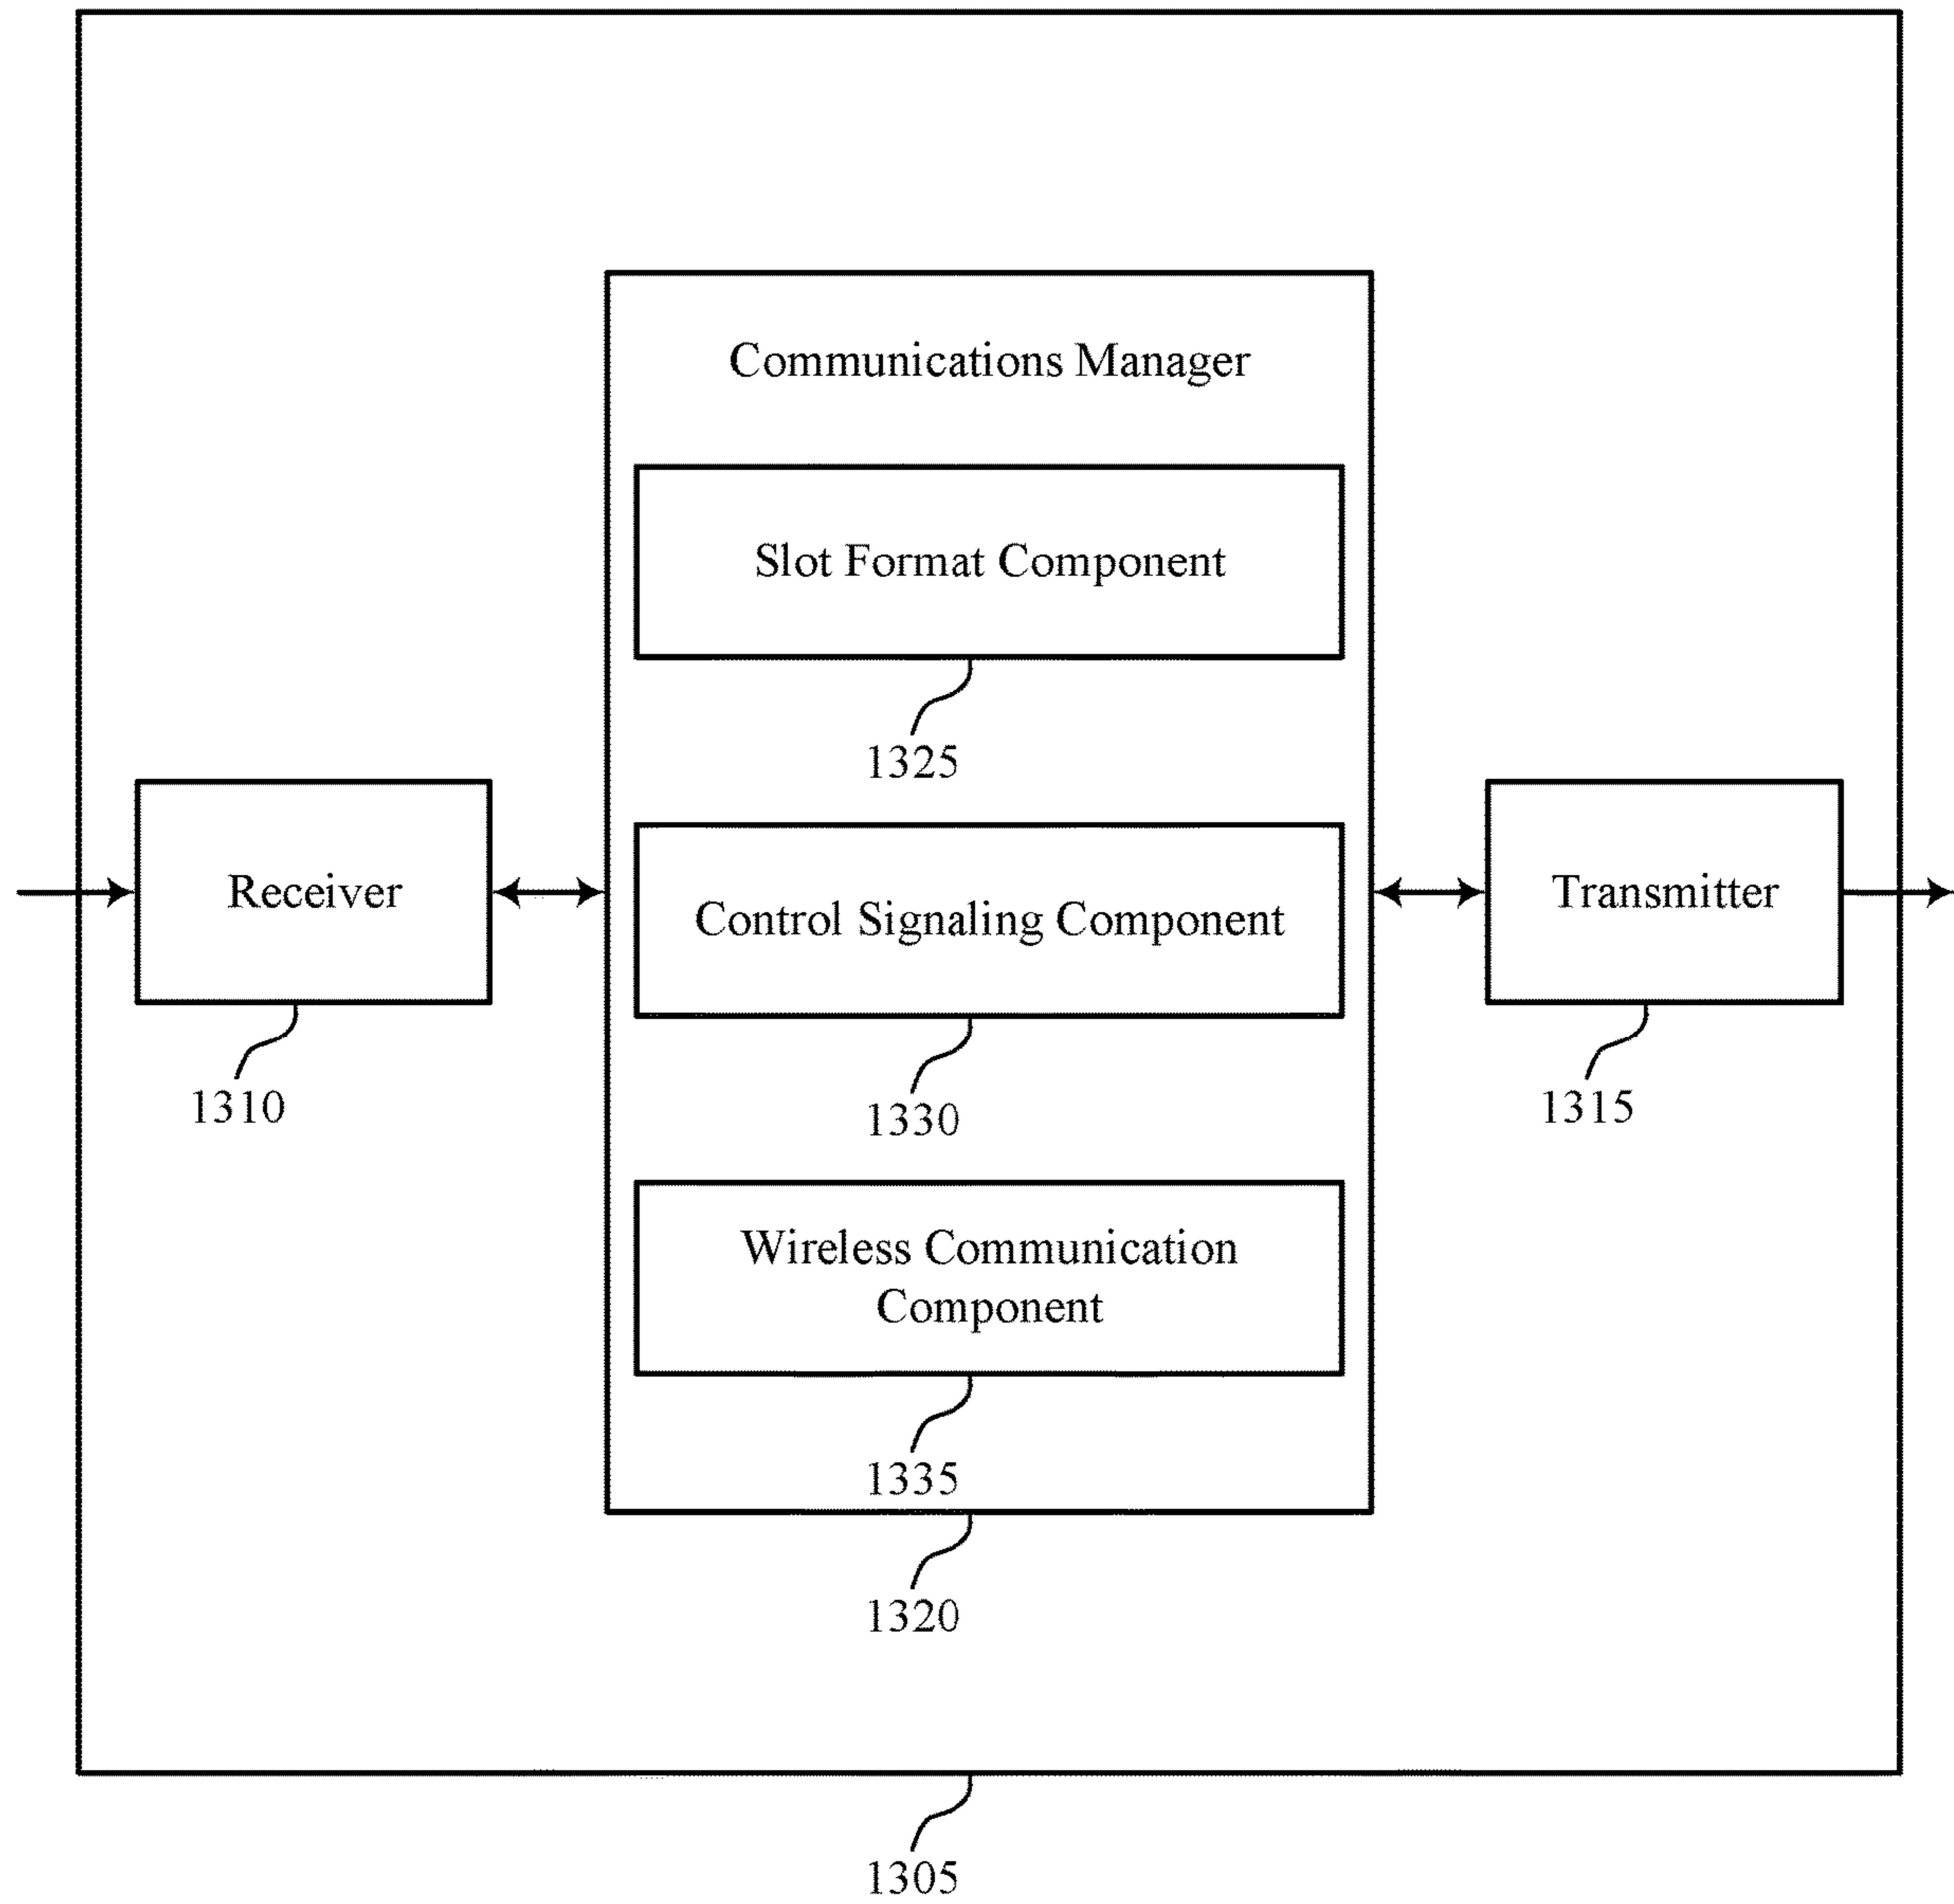 Communications Manager
Slot Format Component
1325
Receiver
1310
Control Signaling Component
1330
Transmitter
1315
Wireless Communication
Component
1335
1320
1305